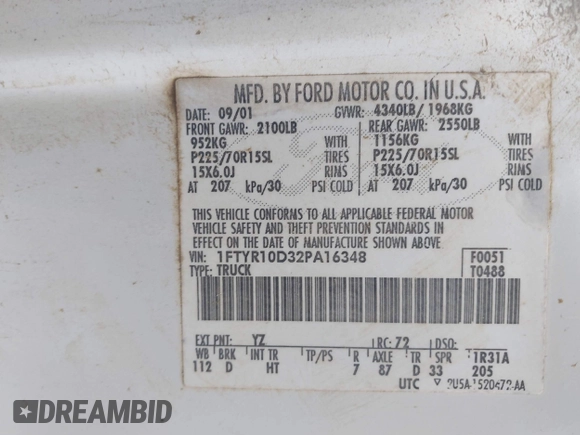 MFD. BY FORD MOTOR CO. IN U.S.A.
DATE: 09/01 GVWR: 4340LB/ 1968KG
FRONT GAWR: 2100LB REAR GAWR: 2550LB
952KG WITH 1156KG WITH
P225/70R15SL TIRES P225/70R15SL TIRES
15X6.0J RIMS 15X6.0J RIMS
AT 207 kPa/30 PSI COLD AT 207 kPa/30 PSI COLD
THIS VEHICLE CONFORMS TO ALL APPLICABLE FEDERAL MOTOR
VEHICLE SAFETY AND THEFT PREVENTION STANDARDS IN
EFFECT ON THE DATE OF MANUFACTURE SHOWN ABOVE
VIN: 1FTYR10D32PA16348 F0051
TYPE: TRUCK T0488
EXT PNT: YZ RC: 72 DSO:
WB BRK INT TR TP/PS R AXLE TR SPR 1R31A
112 D HT 7 87 D 33 205
UTC
RIDESAFELY
© COPYRIGHT BIDAMBID